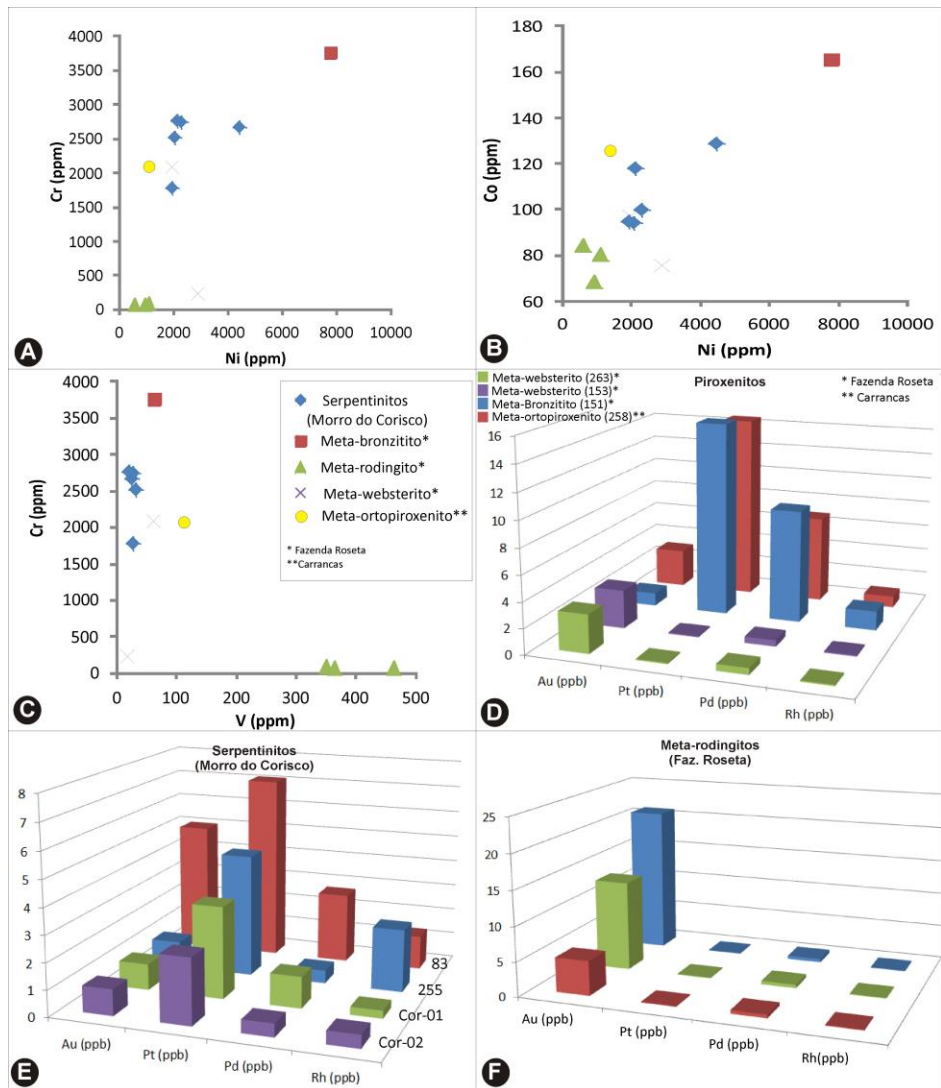 4000
3500
3000
2500
2000
1500
1000
500
0
Cr (ppm)
0 2000 4000 6000 8000 10000
Ni (ppm)
A
180
160
140
120
100
80
60
Co (ppm)
0 2000 4000 6000 8000 10000
Ni (ppm)
B
4000
3500
3000
2500
2000
1500
1000
500
0
Cr (ppm)
0 100 200 300 400 500
V (ppm)
Serpentinitos
(Morro do Corisco)
Meta-bronzitito*
Meta-rodingito*
Meta-websterito*
Meta-ortopiroxenito**
* Fazenda Roseta
**Carrancas
C
Meta-websterito (263)*
Meta-websterito (153)*
Meta-Bronzitito (151)*
Meta-ortopiroxenito (258)**
Piroxenitos
* Fazenda Roseta
** Carrancas
16
14
12
10
8
6
4
2
0
Au (ppb)
Pt (ppb)
Pd (ppb)
Rh (ppb)
D
Serpentinitos
(Morro do Corisco)
8
7
6
5
4
3
2
1
0
83
255
Cor-01
Cor-02
Au (ppb)
Pt (ppb)
Pd (ppb)
Rh (ppb)
E
Meta-rodingitos
(Faz. Roseta)
25
20
15
10
5
0
Au (ppb)
Pt (ppb)
Pd (ppb)
Rh(ppb)
F